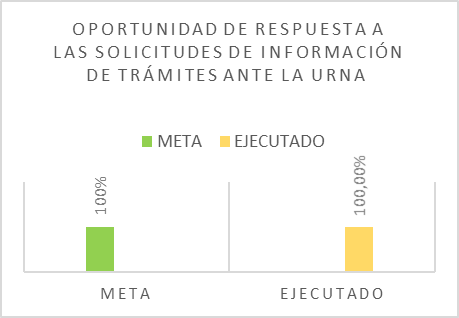 OPORTUNIDAD DE RESPUESTA A
LAS SOLICITUDES DE INFORMACIÓN
DE TRÁMITES ANTE LA URNA
META EJECUTADO
100% 100,00%
META EJECUTADO